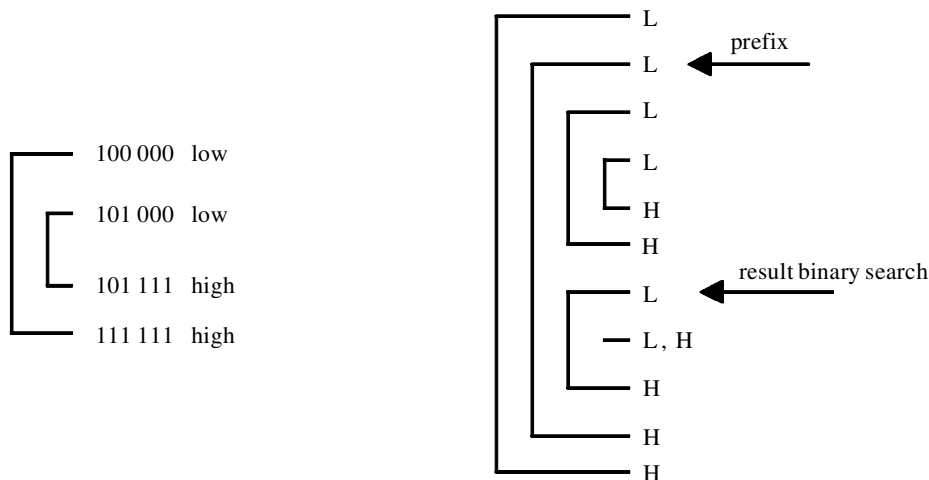 100 000 low
101 000 low
101 111 high
111 111 high
L
L
prefix
L
L
H
H
result binary search
L
L, H
H
H
H